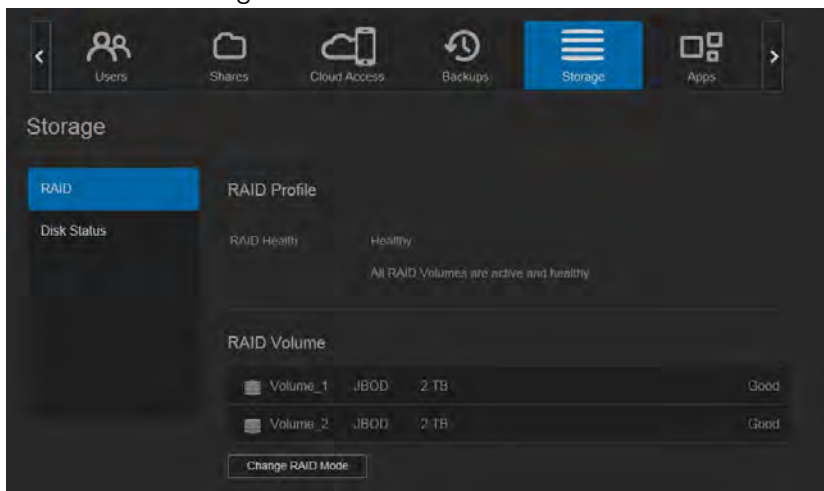 Users Shares Cloud Access Backups Storage Apps
Storage
RAID
Disk Status
RAID Profile
RAID Health Healthy
All RAID Volumes are active and healthy
RAID Volume
Volume_1 JBOD 2 TB Good
Volume_2 JBOD 2 TB Good
Change RAID Mode